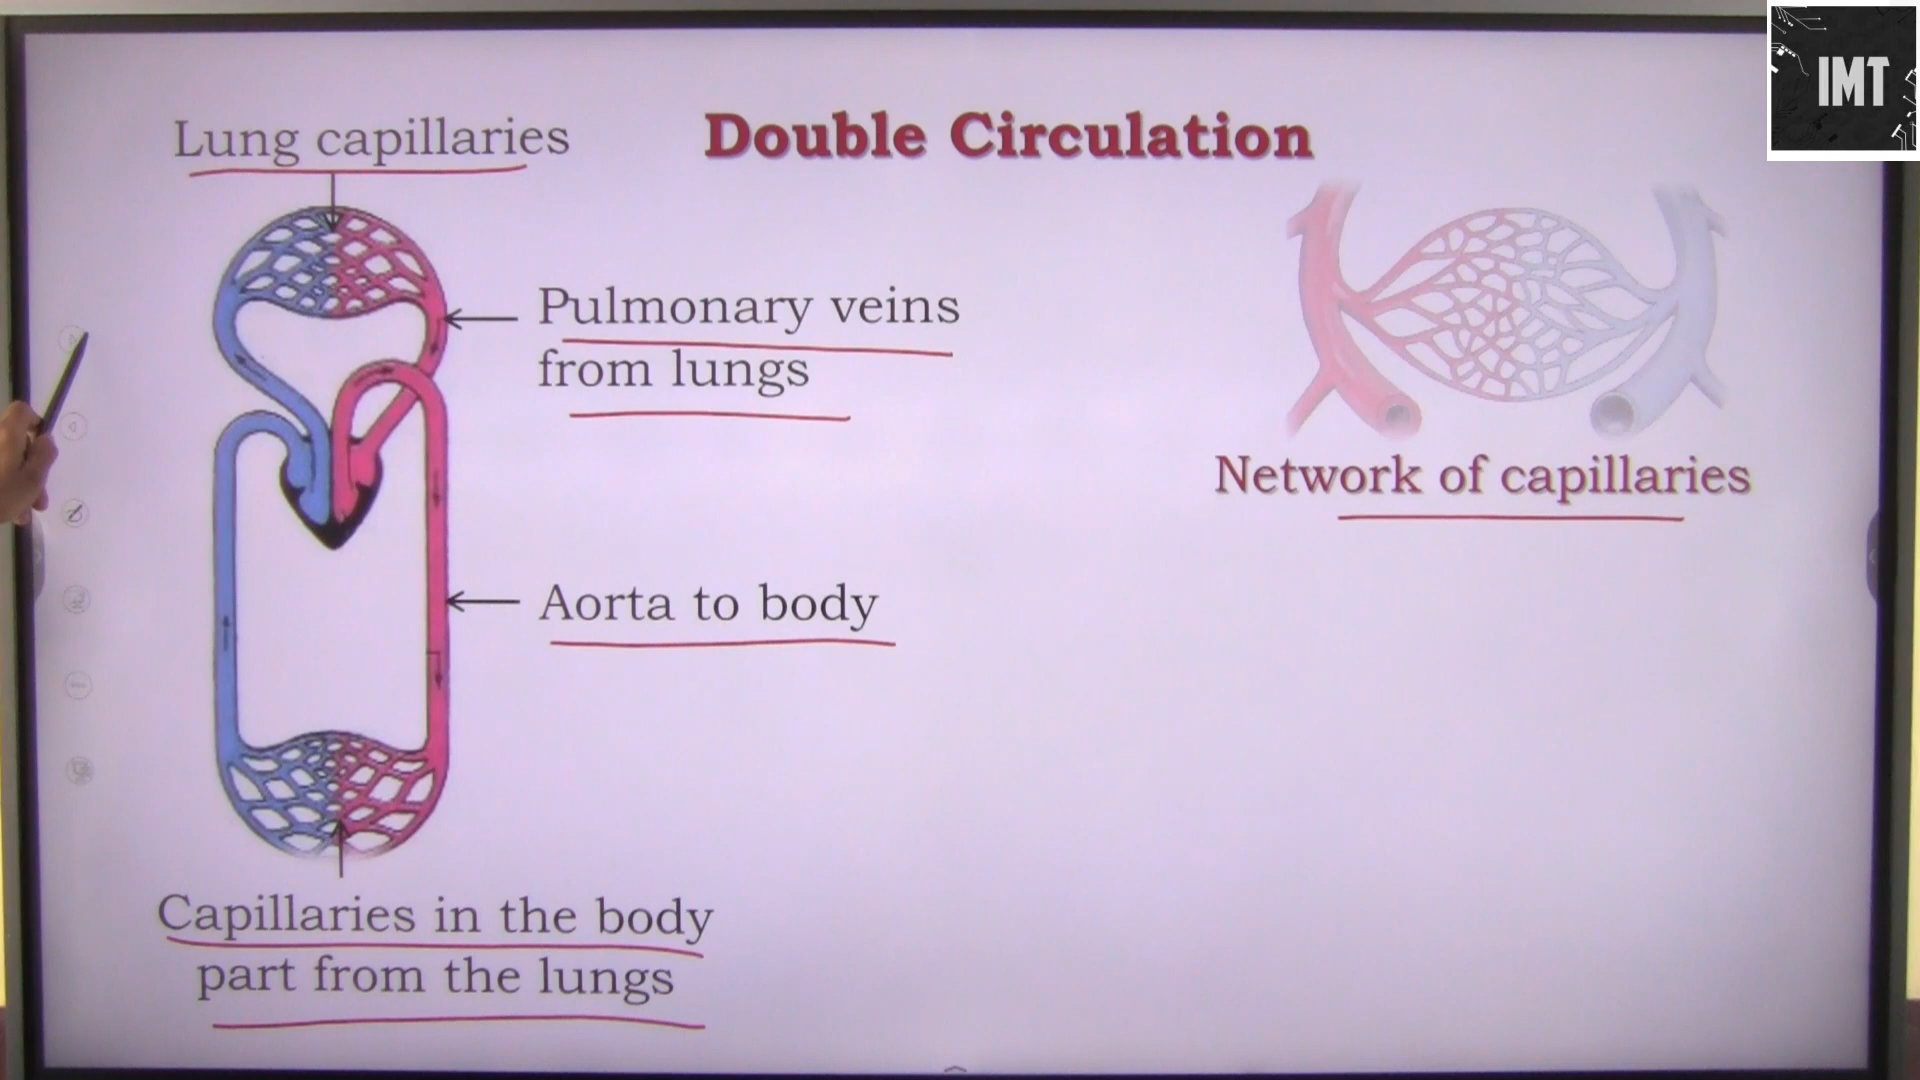 IMT
Double Circulation
Lung capillaries
Pulmonary veins
from lungs
Network of capillaries
Aorta to body
Capillaries in the body
part from the lungs